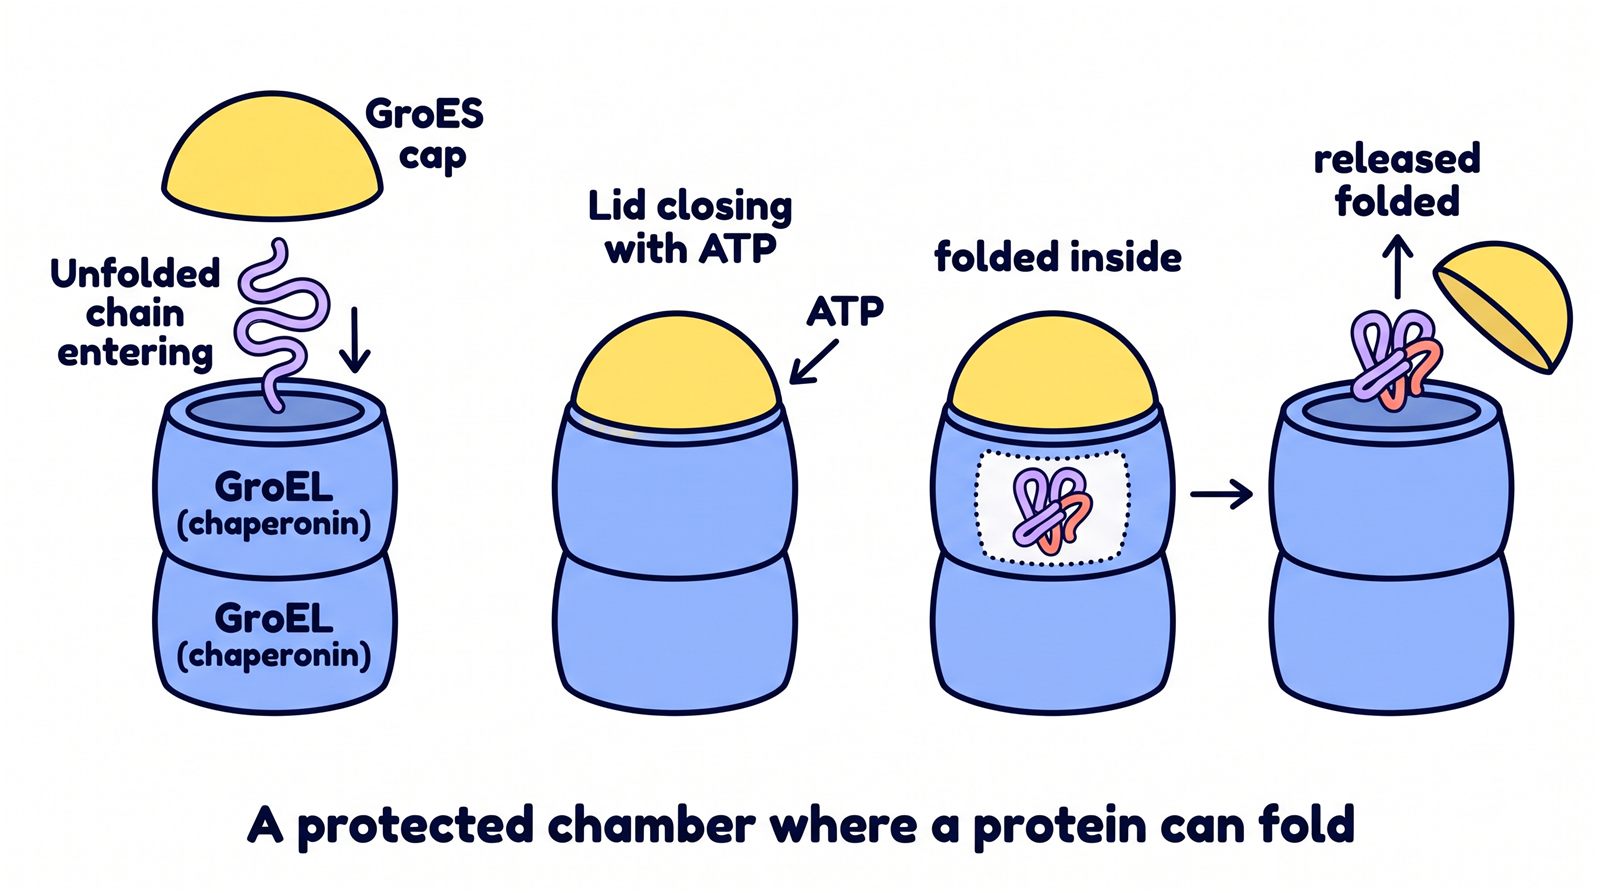 GroES
cap
Unfolded
chain
entering
GroEL
(chaperonin)
GroEL
(chaperonin)
Lid closing
with ATP
ATP
folded inside
released
folded
A protected chamber where a protein can fold